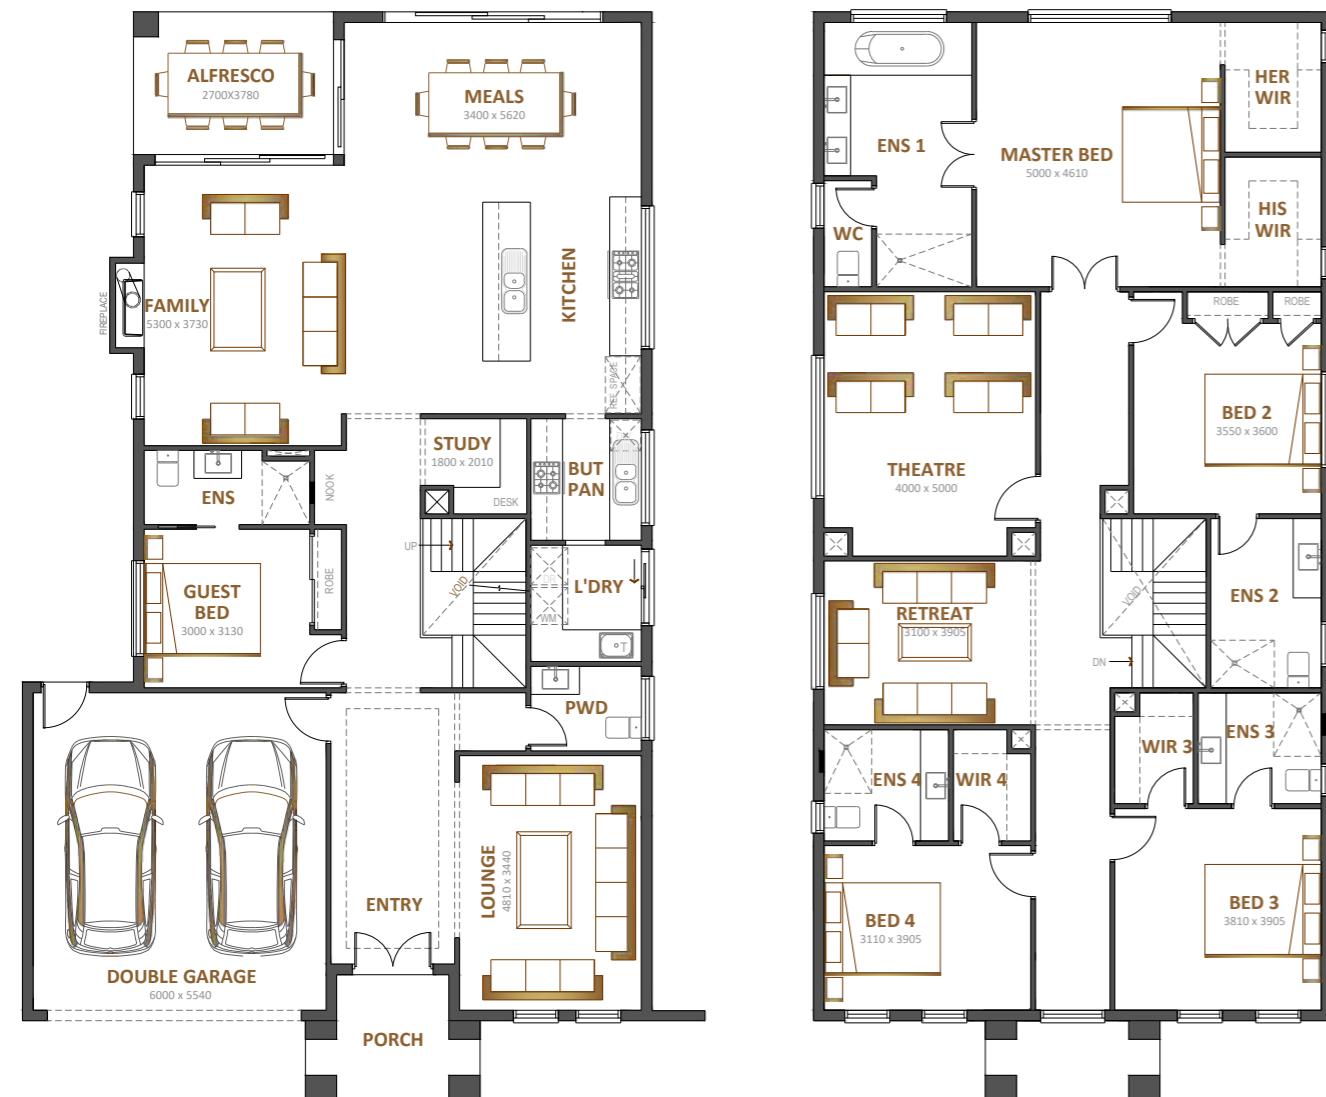 ALFRESCO
2700X3780
MEALS
3400 x 5620
FIREPLACE
FAMILY
5300 x 3730
KITCHEN
STUDY
1800 x 2010
DESK
BUT
PAN
ENS
NOOK
UP
VOID
DR
WM
L'DRY
T
GUEST
BED
3000 x 3130
ROBE
PWD
LOUNGE
4810 x 3440
ENTRY
DOUBLE GARAGE
6000 x 5540
PORCH
ENS 1
WC
MASTER BED
5000 x 4610
HER
WIR
HIS
WIR
ROBE
ROBE
BED 2
3550 x 3600
THEATRE
4000 x 5000
RETREAT
3100 x 3905
VOID
DN
ENS 2
WIR 3
ENS 3
ENS 4
WIR 4
BED 4
3110 x 3905
BED 3
3810 x 3905